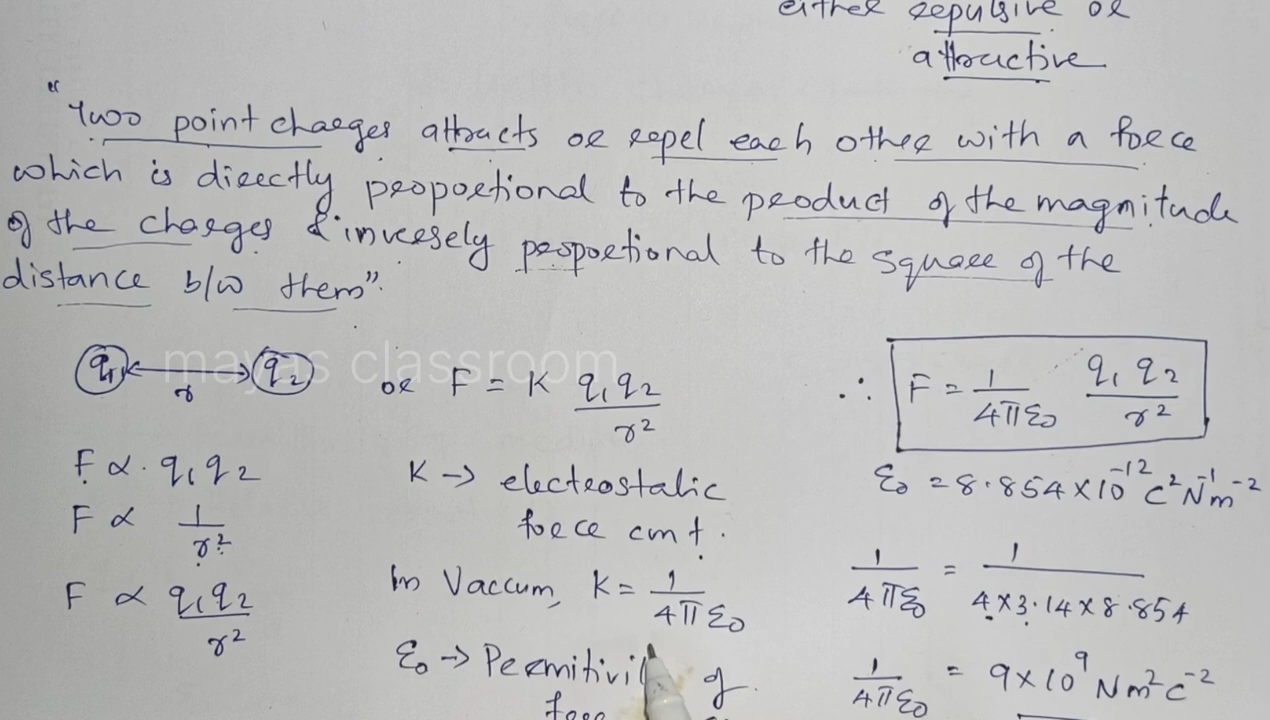 either repulsive or
attractive
"Two point charges attracts or repel each other with a force
which is directly proportional to the product of the magnitude
of the charges & inversely proportional to the square of the
distance b/w them".
mayas classroom
q₁ ↔ q₂
r
F ∝ q₁q₂
F ∝ 1/r²
F ∝ q₁q₂/r²
or F = K q₁q₂/r²
K → electrostatic
force cnnt.
In Vaccum, K = 1/4πε₀
ε₀ → Permitivi of
free
∴ F = 1/4πε₀ q₁q₂/r²
ε₀ = 8.854×10⁻¹² C²N⁻¹m⁻²
1/4πε₀ = 1/4×3.14×8.854
1/4πε₀ = 9×10⁹ Nm²C⁻²